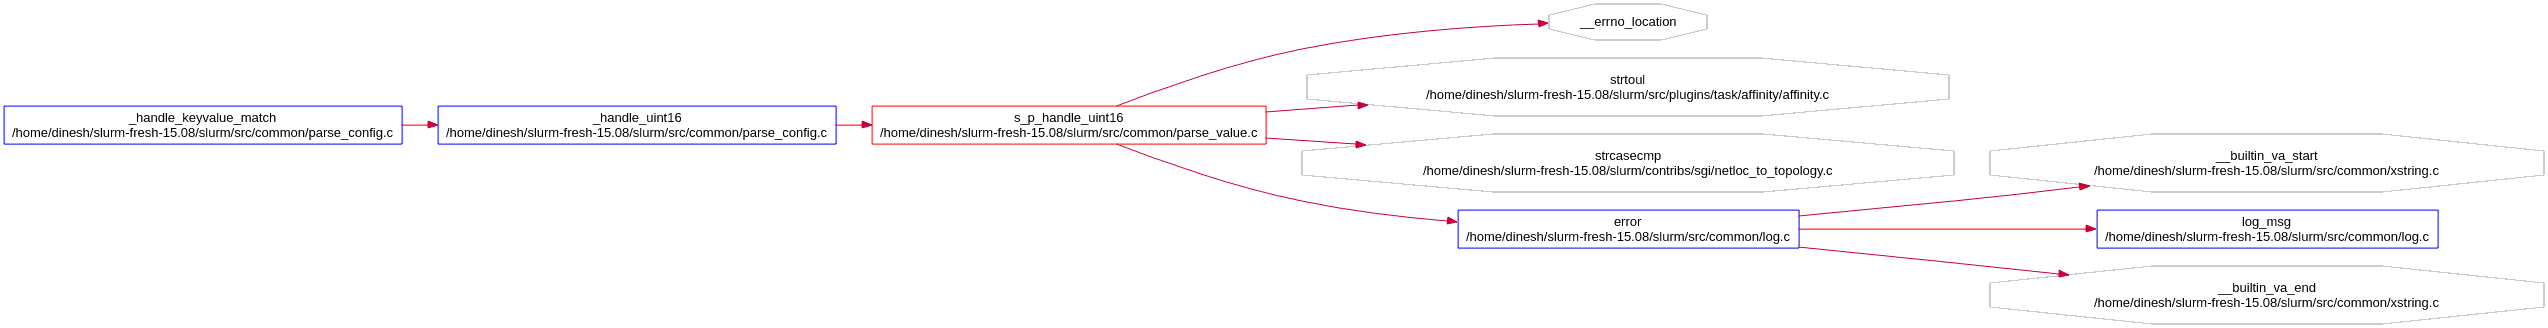 __errno_location
strtoul
/home/dinesh/slurm-fresh-15.08/slurm/src/plugins/task/affinity/affinity.c
_handle_keyvalue_match
/home/dinesh/slurm-fresh-15.08/slurm/src/common/parse_config.c
_handle_uint16
/home/dinesh/slurm-fresh-15.08/slurm/src/common/parse_config.c
s_p_handle_uint16
/home/dinesh/slurm-fresh-15.08/slurm/src/common/parse_value.c
strcasecmp
/home/dinesh/slurm-fresh-15.08/slurm/contribs/sgi/netloc_to_topology.c
__builtin_va_start
/home/dinesh/slurm-fresh-15.08/slurm/src/common/xstring.c
error
/home/dinesh/slurm-fresh-15.08/slurm/src/common/log.c
log_msg
/home/dinesh/slurm-fresh-15.08/slurm/src/common/log.c
__builtin_va_end
/home/dinesh/slurm-fresh-15.08/slurm/src/common/xstring.c